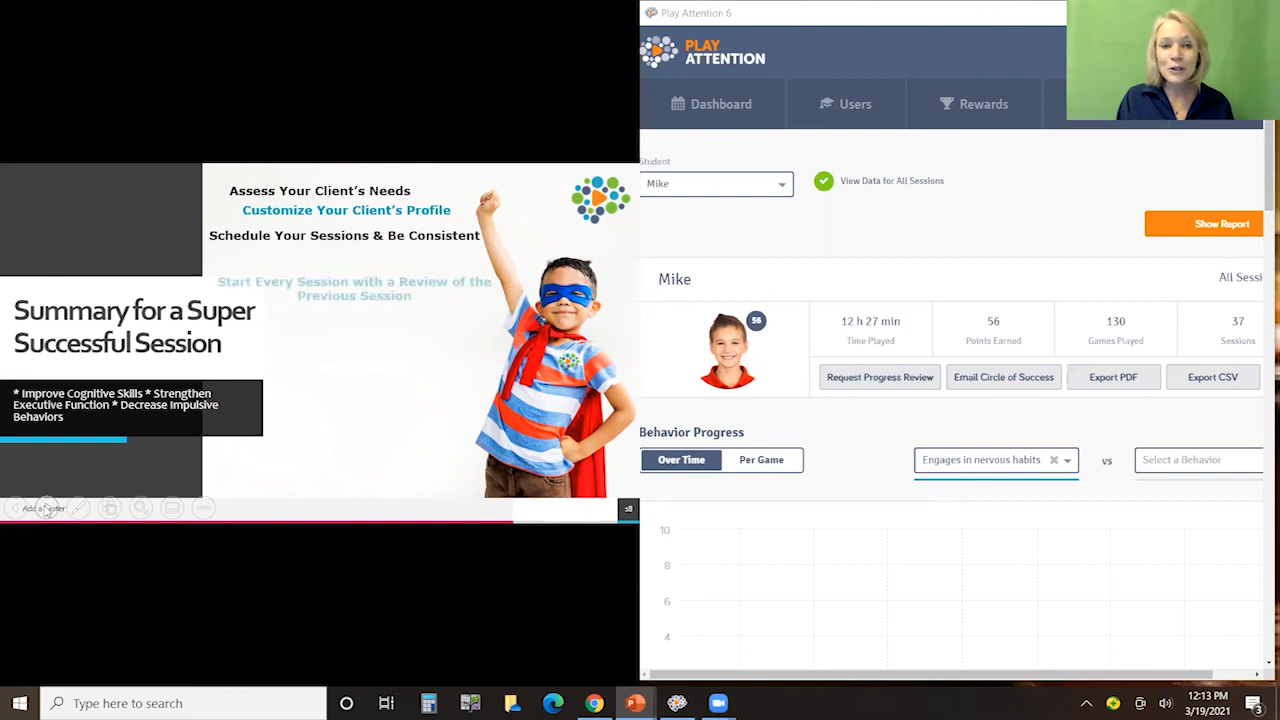 Assess Your Client's Needs
Customize Your Client's Profile
Schedule Your Sessions & Be Consistent
Start Every Session with a Review of the
Previous Session
Summary for a Super
Successful Session
* Improve Cognitive Skills * Strengthen
Executive Function * Decrease Impulsive
Behaviors
18
Play Attention 6
PLAY
ATTENTION
Dashboard
Users
Rewards
Student
Mike
View Data for All Sessions
Show Report
Mike
All Sessi
56
12 h 27 min
Time Played
56
Points Earned
130
Games Played
37
Sessions
Request Progress Review
Email Circle of Success
Export PDF
Export CSV
Behavior Progress
Over Time
Per Game
Engages in nervous habits
vs
Select a Behavior
10
8
6
4
Type here to search
12:13 PM
3/19/2021
3